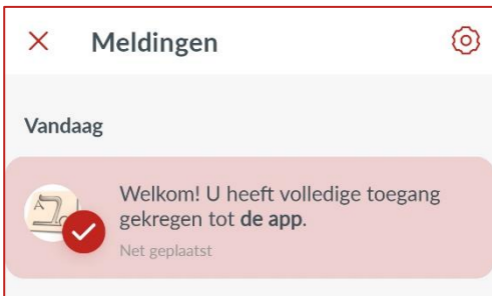 Meldingen
Vandaag
Welkom! U heeft volledige toegang
gekregen tot de app.
Net geplaatst